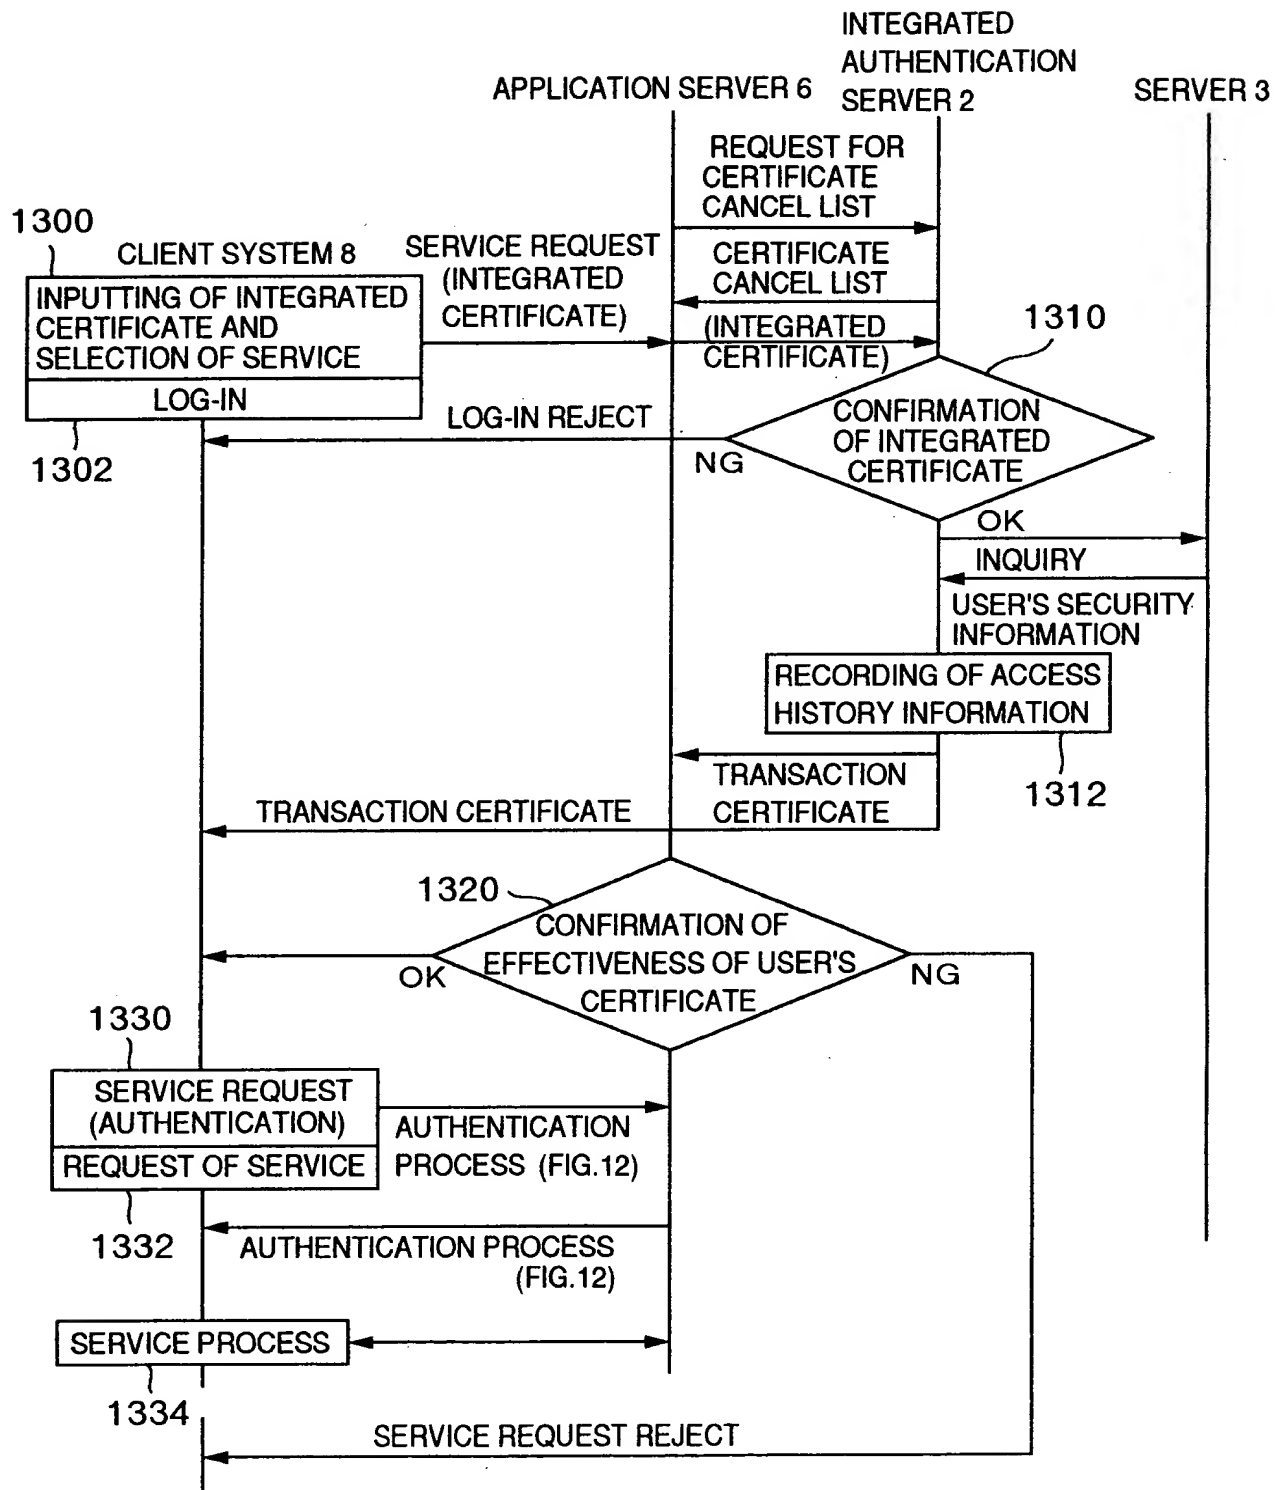 INTEGRATED
AUTHENTICATION
SERVER 2
APPLICATION SERVER 6
SERVER 3
REQUEST FOR
CERTIFICATE
CANCEL LIST
1300
CLIENT SYSTEM 8
SERVICE REQUEST
(INTEGRATED
CERTIFICATE)
CERTIFICATE
CANCEL LIST
INPUTTING OF INTEGRATED
CERTIFICATE AND
SELECTION OF SERVICE
(INTEGRATED
CERTIFICATE)
1310
LOG-IN
LOG-IN REJECT
1302
NG
CONFIRMATION
OF INTEGRATED
CERTIFICATE
OK
INQUIRY
USER'S SECURITY
INFORMATION
RECORDING OF ACCESS
HISTORY INFORMATION
1312
TRANSACTION
CERTIFICATE
TRANSACTION CERTIFICATE
1320
CONFIRMATION OF
EFFECTIVENESS OF USER'S
CERTIFICATE
OK
NG
1330
SERVICE REQUEST
(AUTHENTICATION)
REQUEST OF SERVICE
AUTHENTICATION
PROCESS (FIG.12)
1332
AUTHENTICATION PROCESS
(FIG.12)
SERVICE PROCESS
1334
SERVICE REQUEST REJECT